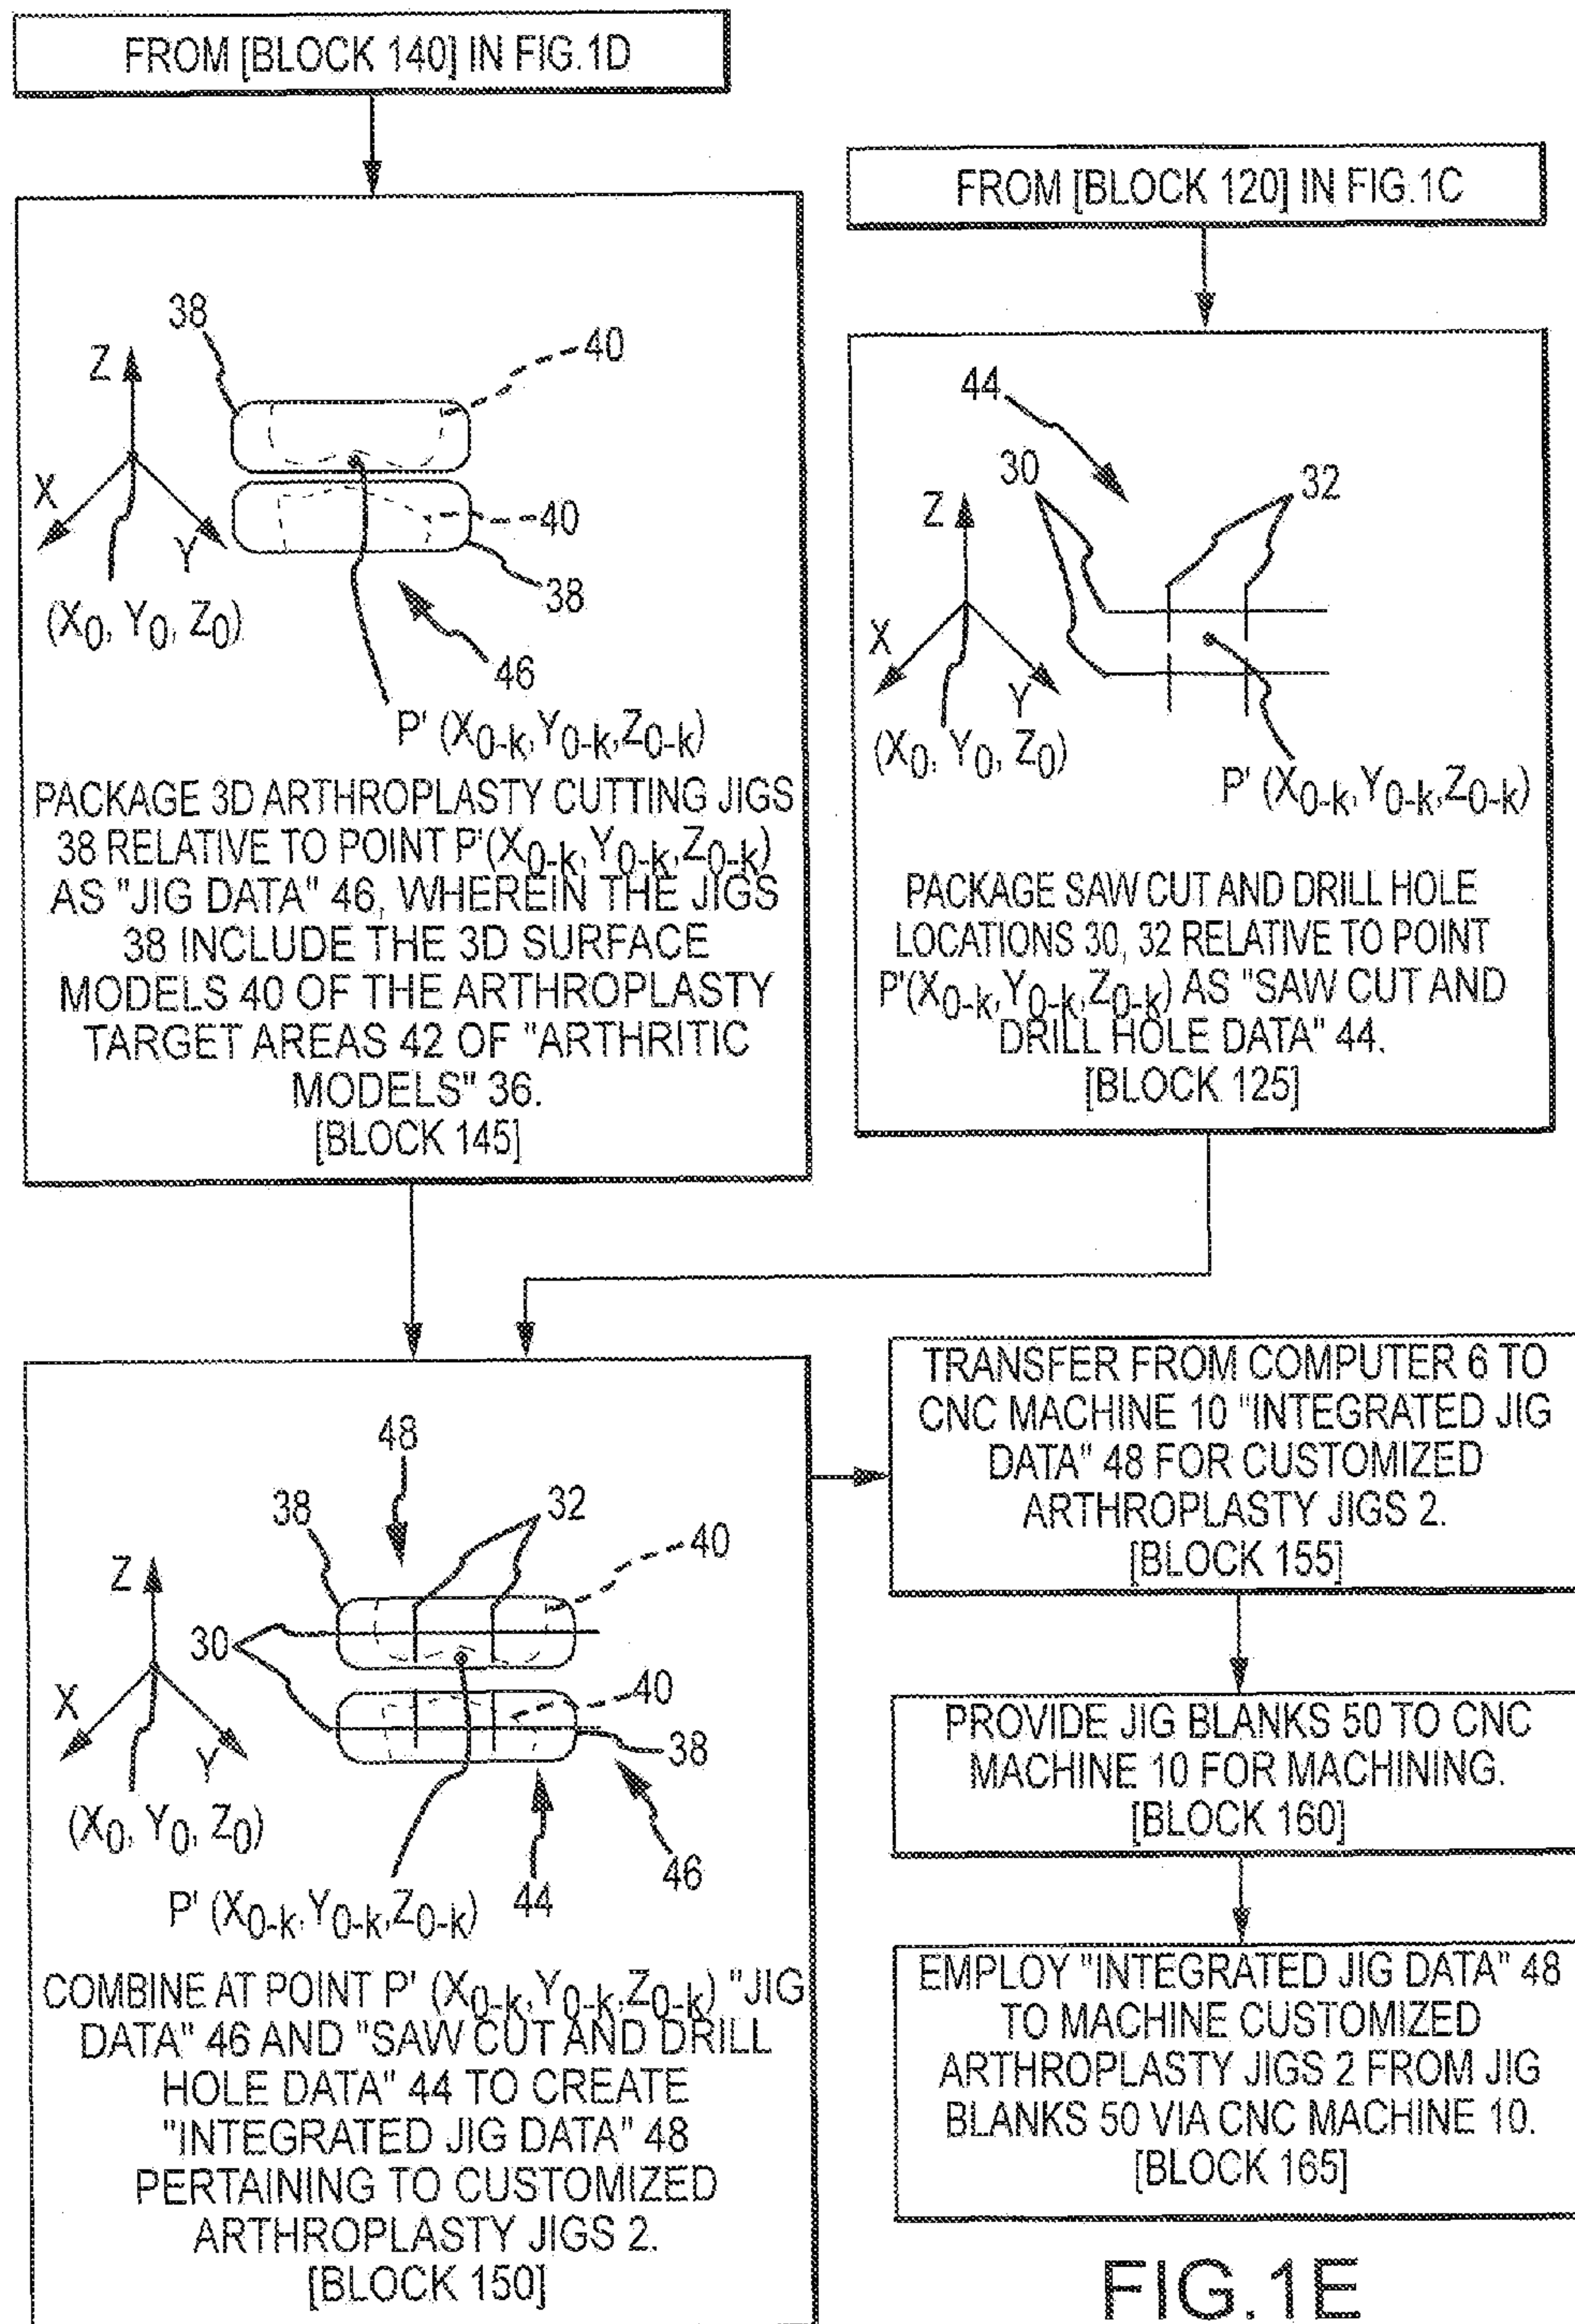 FROM [BLOCK 140] IN FIG.1D
38
40
Z
X
Y
40
38
(X0, Y0, Z0)
46
P' (X0-k,Y0-k,Z0-k)
PACKAGE 3D ARTHROPLASTY CUTTING JIGS
38 RELATIVE TO POINT P'(X0-k,Y0-k,Z0-k)
AS "JIG DATA" 46, WHEREIN THE JIGS
38 INCLUDE THE 3D SURFACE
MODELS 40 OF THE ARTHROPLASTY
TARGET AREAS 42 OF "ARTHRITIC
MODELS" 36.
[BLOCK 145]
FROM [BLOCK 120] IN FIG.1C
44
30
32
Z
X
Y
(X0, Y0, Z0)
P' (X0-k,Y0-k,Z0-k)
PACKAGE SAW CUT AND DRILL HOLE
LOCATIONS 30, 32 RELATIVE TO POINT
P'(X0-k,Y0-k,Z0-k) AS "SAW CUT AND
DRILL HOLE DATA" 44.
[BLOCK 125]
48
38
32
40
Z
30
X
Y
40
38
(X0, Y0, Z0)
46
P' (X0-k,Y0-k,Z0-k)
44
COMBINE AT POINT P' (X0-k,Y0-k,Z0-k) "JIG
DATA" 46 AND "SAW CUT AND DRILL
HOLE DATA" 44 TO CREATE
"INTEGRATED JIG DATA" 48
PERTAINING TO CUSTOMIZED
ARTHROPLASTY JIGS 2.
[BLOCK 150]
TRANSFER FROM COMPUTER 6 TO
CNC MACHINE 10 "INTEGRATED JIG
DATA" 48 FOR CUSTOMIZED
ARTHROPLASTY JIGS 2.
[BLOCK 155]
PROVIDE JIG BLANKS 50 TO CNC
MACHINE 10 FOR MACHINING.
[BLOCK 160]
EMPLOY "INTEGRATED JIG DATA" 48
TO MACHINE CUSTOMIZED
ARTHROPLASTY JIGS 2 FROM JIG
BLANKS 50 VIA CNC MACHINE 10.
[BLOCK 165]
FIG.1E